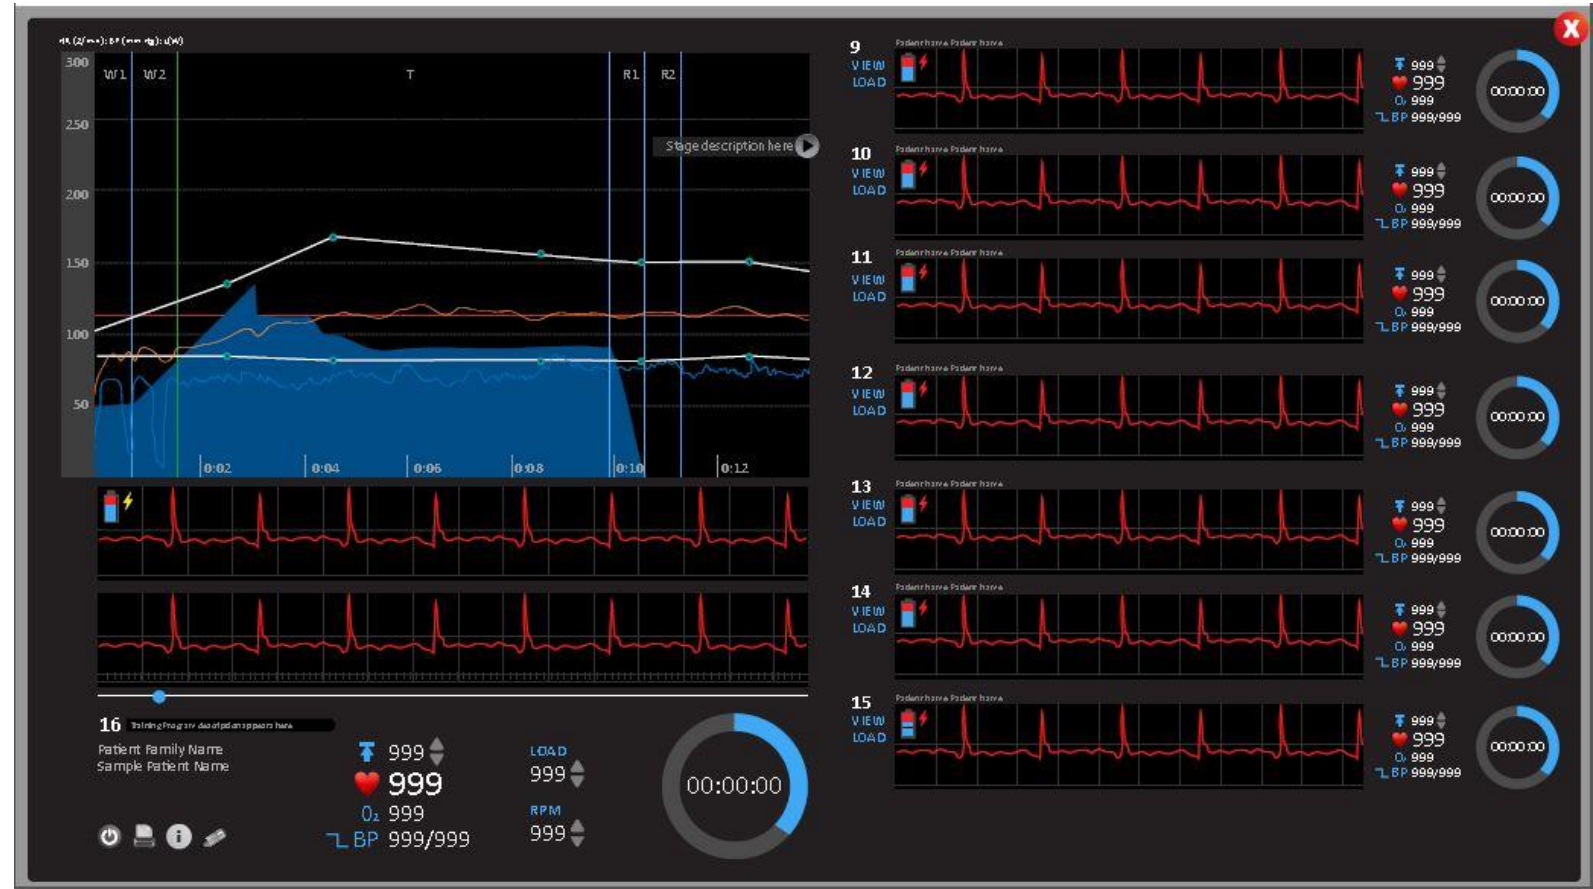 300
W1 W2 T R1 R2
250
Stage description here
200
150
100
50
0:02 0:04 0:06 0:08 0:10 0:12
16 Training Program description appears here
Patient Family Name
Sample Patient Name
999
999
O₂ 999
BP 999/999
LOAD
999
RPM
999
00:00:00
9
VIEW
LOAD
999
999
O₂ 999
BP 999/999
00:00:00
10
VIEW
LOAD
999
999
O₂ 999
BP 999/999
00:00:00
11
VIEW
LOAD
999
999
O₂ 999
BP 999/999
00:00:00
12
VIEW
LOAD
999
999
O₂ 999
BP 999/999
00:00:00
13
VIEW
LOAD
999
999
O₂ 999
BP 999/999
00:00:00
14
VIEW
LOAD
999
999
O₂ 999
BP 999/999
00:00:00
15
VIEW
LOAD
999
999
O₂ 999
BP 999/999
00:00:00
X